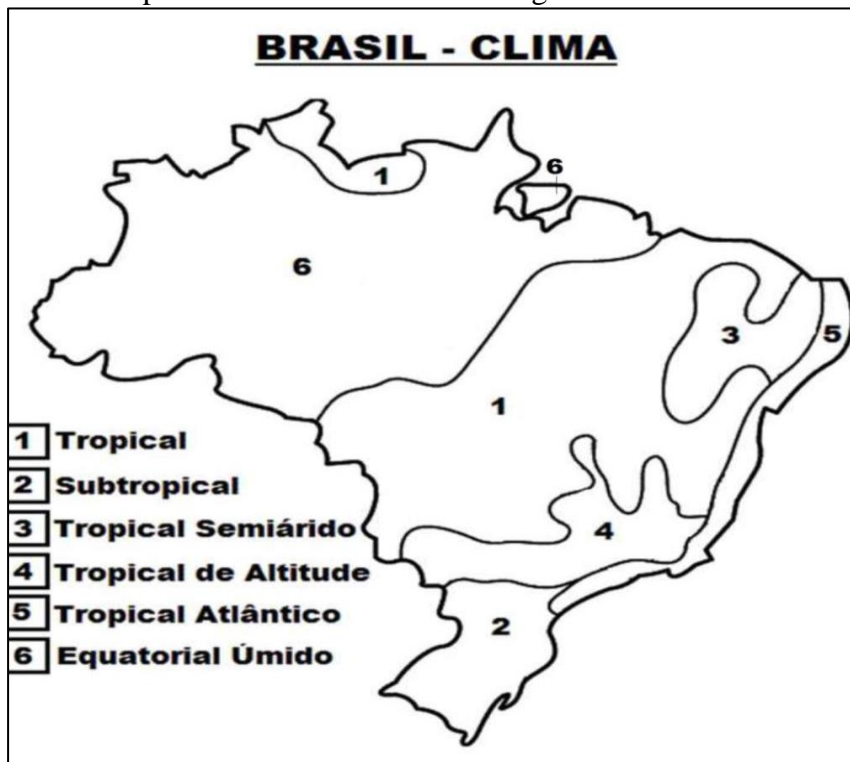 BRASIL - CLIMA
6
1
6
3
5
1
4
2
1 Tropical
2 Subtropical
3 Tropical Semiárido
4 Tropical de Altitude
5 Tropical Atlântico
6 Equatorial Úmido